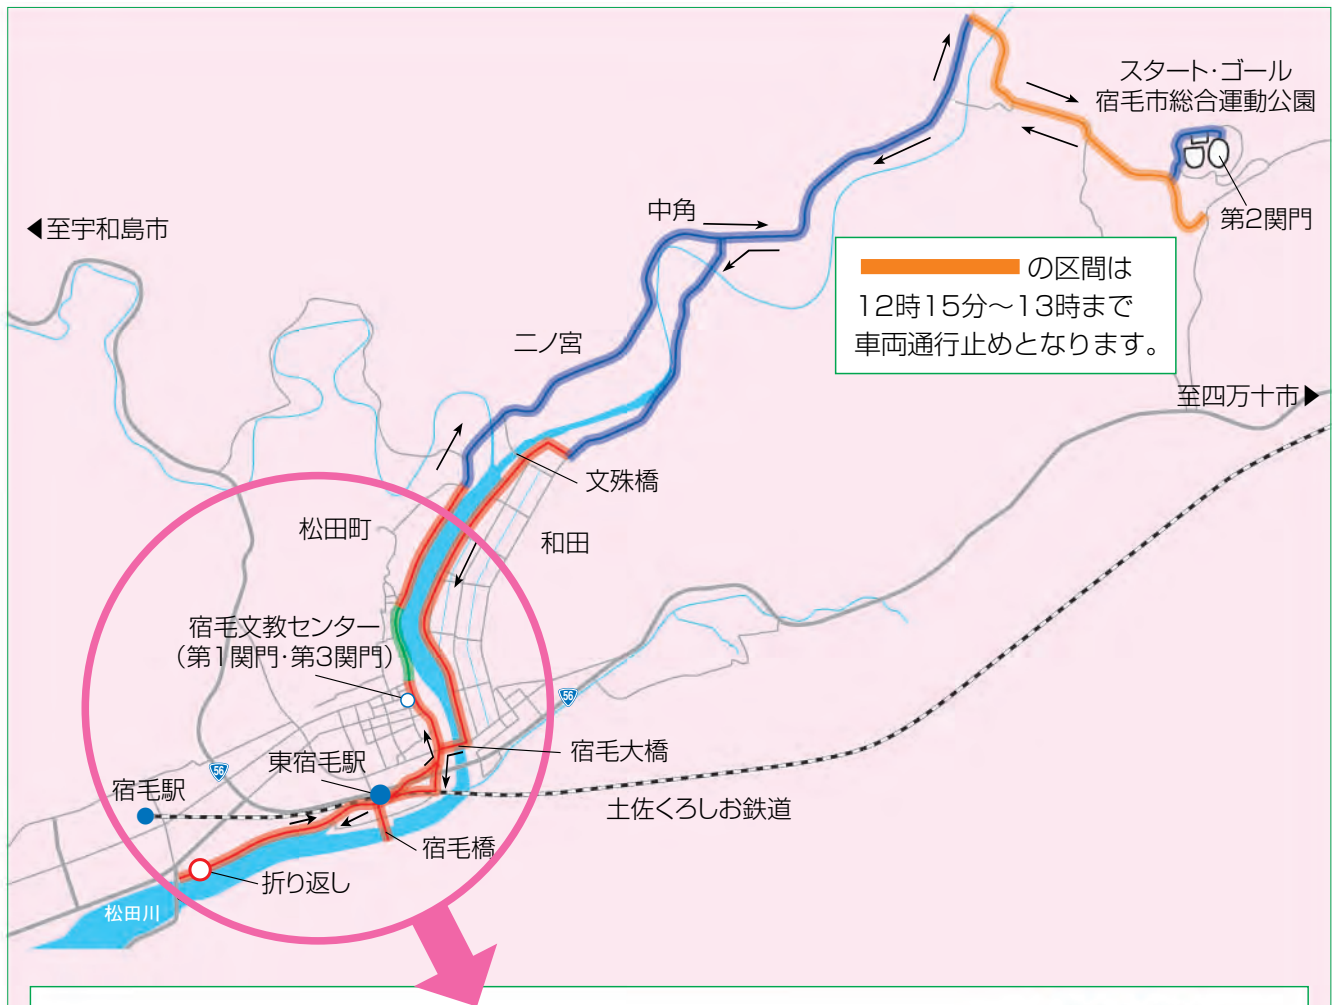 スタート・ゴール
宿毛市総合運動公園
第2関門
中角
◀至宇和島市
の区間は
12時15分～13時まで
車両通行止めとなります。
二ノ宮
至四万十市▶
文殊橋
松田町
和田
宿毛文教センター
（第1関門・第3関門）
56
宿毛大橋
東宿毛駅
56
宿毛駅
土佐くろしお鉄道
宿毛橋
折り返し
松田川